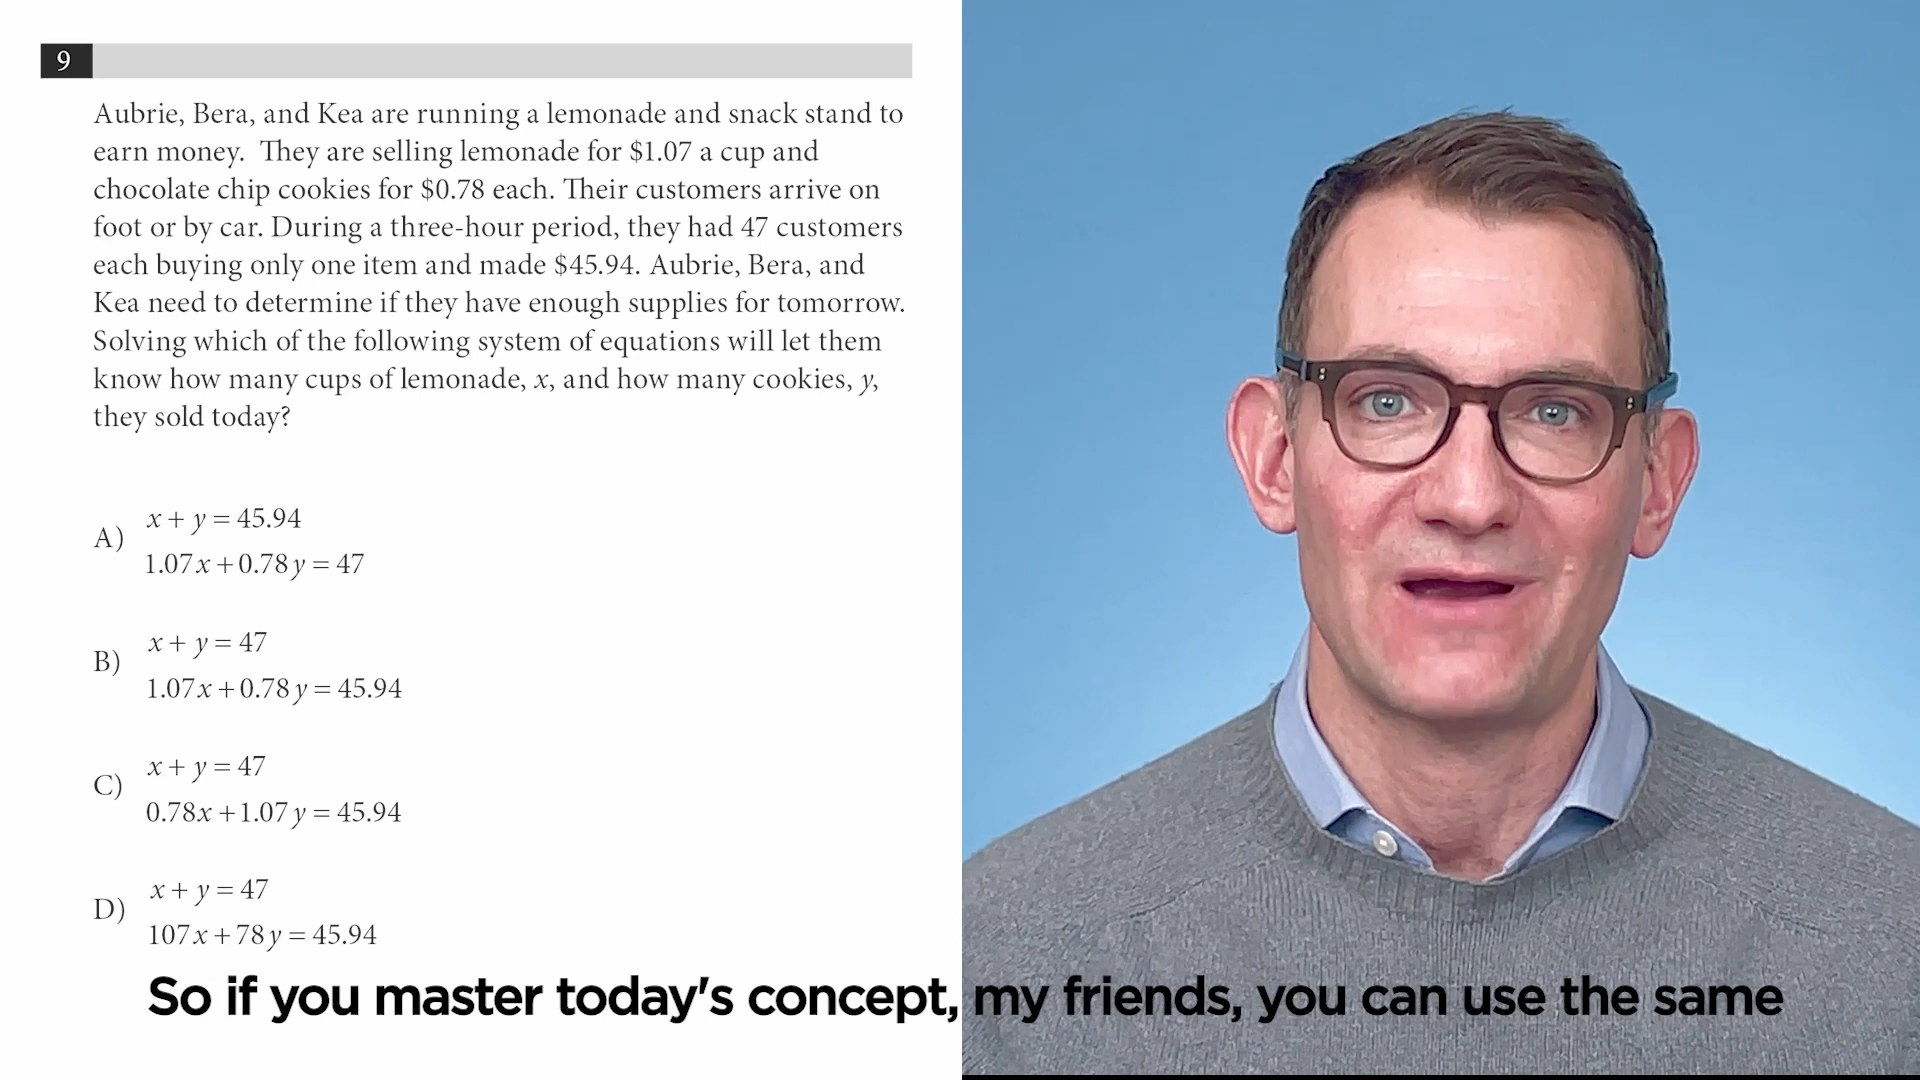 9
Aubrie, Bera, and Kea are running a lemonade and snack stand to
earn money.  They are selling lemonade for $1.07 a cup and
chocolate chip cookies for $0.78 each. Their customers arrive on
foot or by car. During a three-hour period, they had 47 customers
each buying only one item and made $45.94. Aubrie, Bera, and
Kea need to determine if they have enough supplies for tomorrow.
Solving which of the following system of equations will let them
know how many cups of lemonade, x, and how many cookies, y,
they sold today?
A)
x + y = 45.94
1.07x + 0.78y = 47
B)
x + y = 47
1.07x + 0.78y = 45.94
C)
x + y = 47
0.78x + 1.07y = 45.94
D)
x + y = 47
107x + 78y = 45.94
So if you master today's concept, my friends, you can use the same